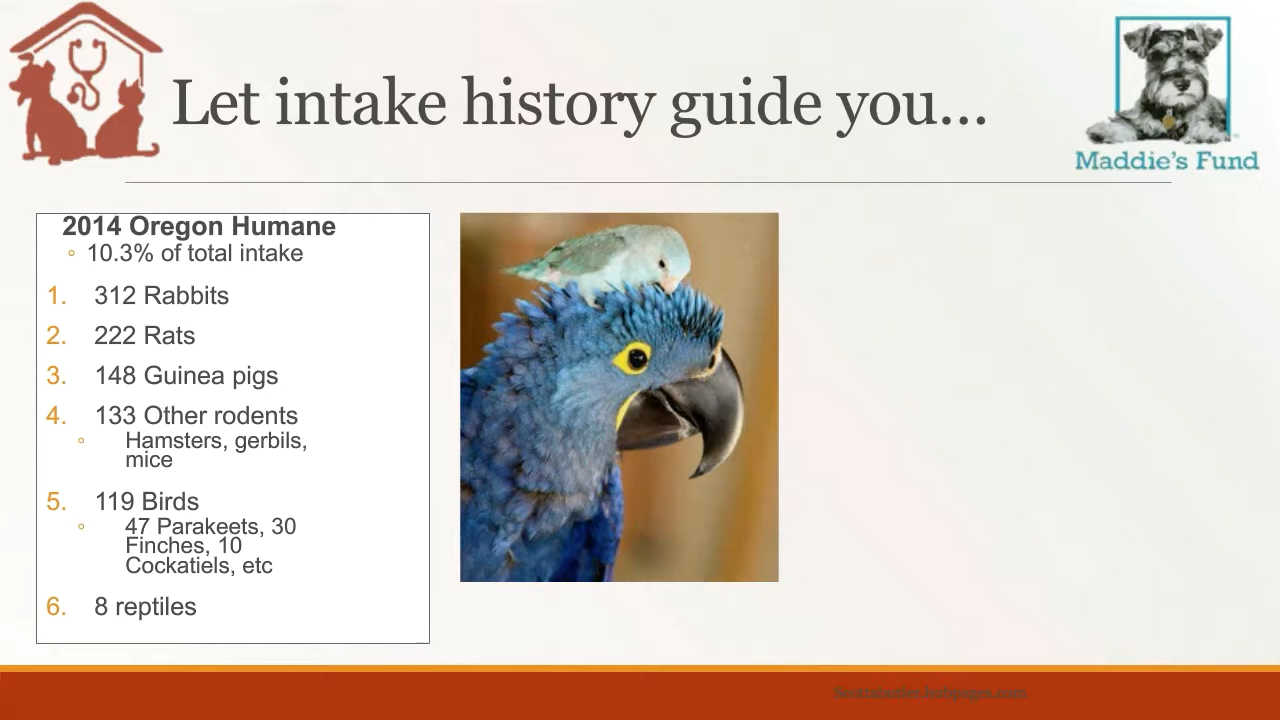 Let intake history guide you...
Maddie's Fund
2014 Oregon Humane
◦ 10.3% of total intake
1. 312 Rabbits
2. 222 Rats
3. 148 Guinea pigs
4. 133 Other rodents
◦ Hamsters, gerbils,
mice
5. 119 Birds
◦ 47 Parakeets, 30
Finches, 10
Cockatiels, etc
6. 8 reptiles